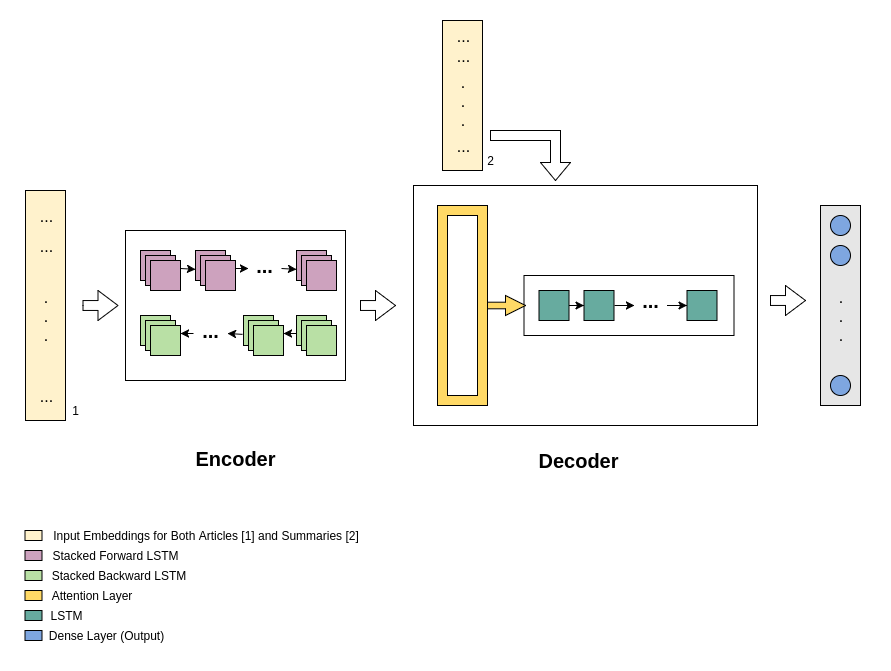 ...
...
.
.
.
...
2
...
...
.
.
.
...
1
...
...
...
.
.
.
Encoder
Decoder
Input Embeddings for Both Articles [1] and Summaries [2]
Stacked Forward LSTM
Stacked Backward LSTM
Attention Layer
LSTM
Dense Layer (Output)